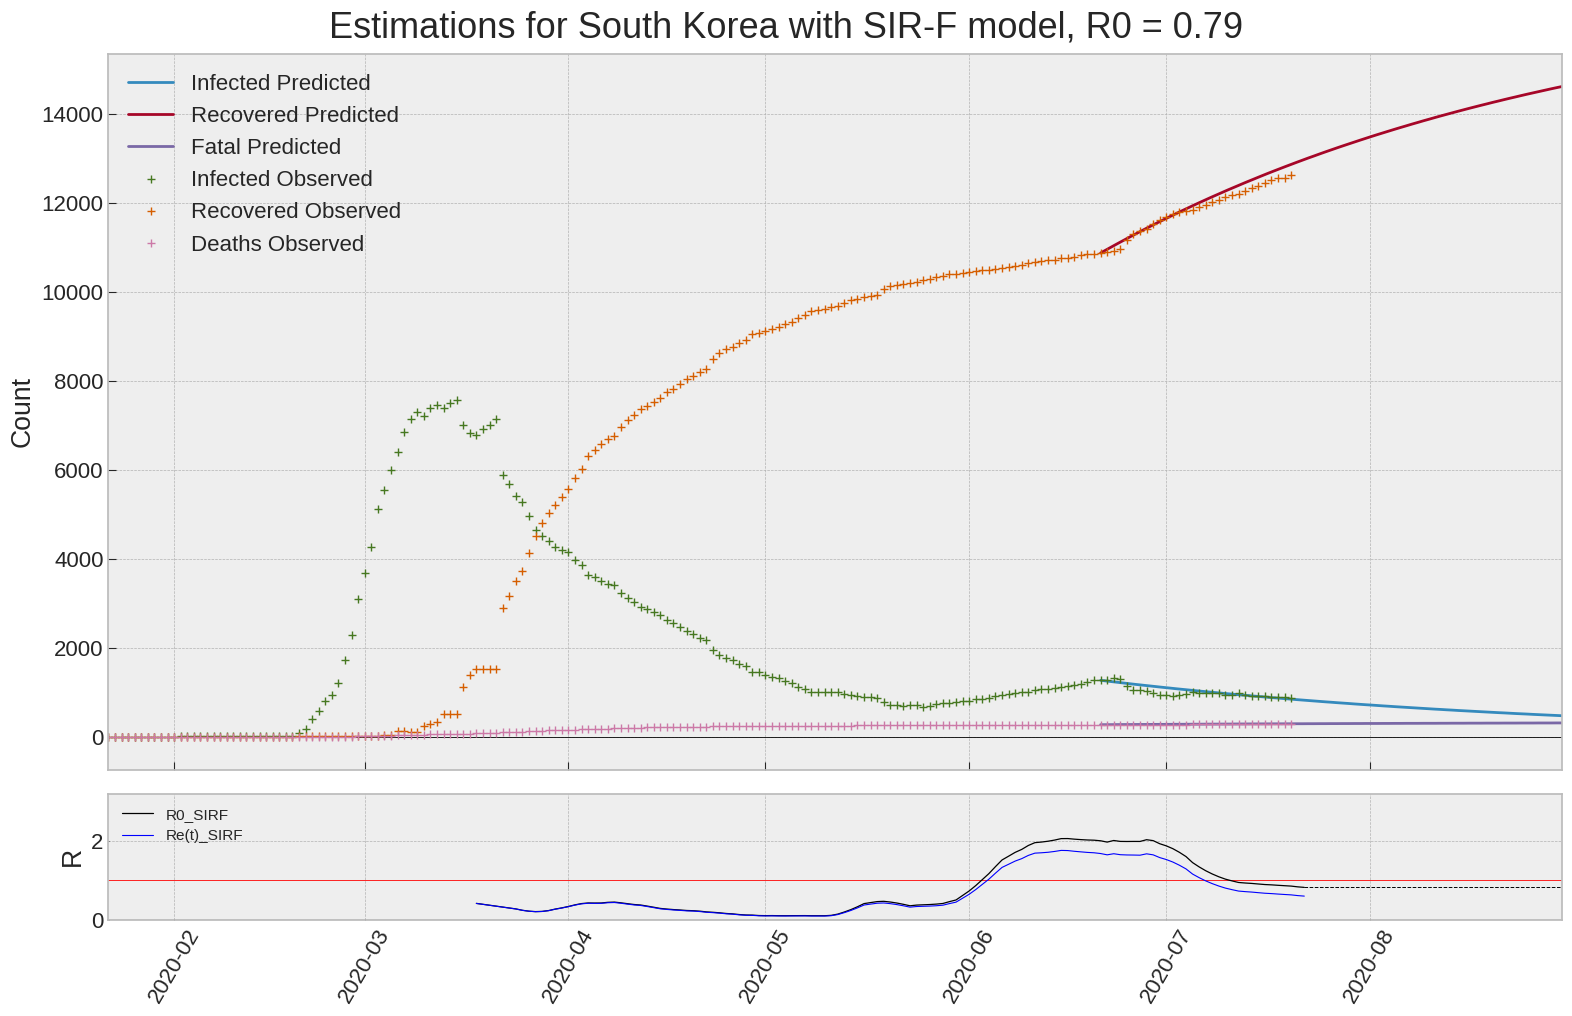 Estimations for South Korea with SIR-F model, R0 = 0.79
Infected Predicted
Recovered Predicted
Fatal Predicted
Infected Observed
Recovered Observed
Deaths Observed
14000
12000
10000
8000
6000
4000
2000
0
Count
R0_SIRF
Re(t)_SIRF
2
0
R
2020-02
2020-03
2020-04
2020-05
2020-06
2020-07
2020-08